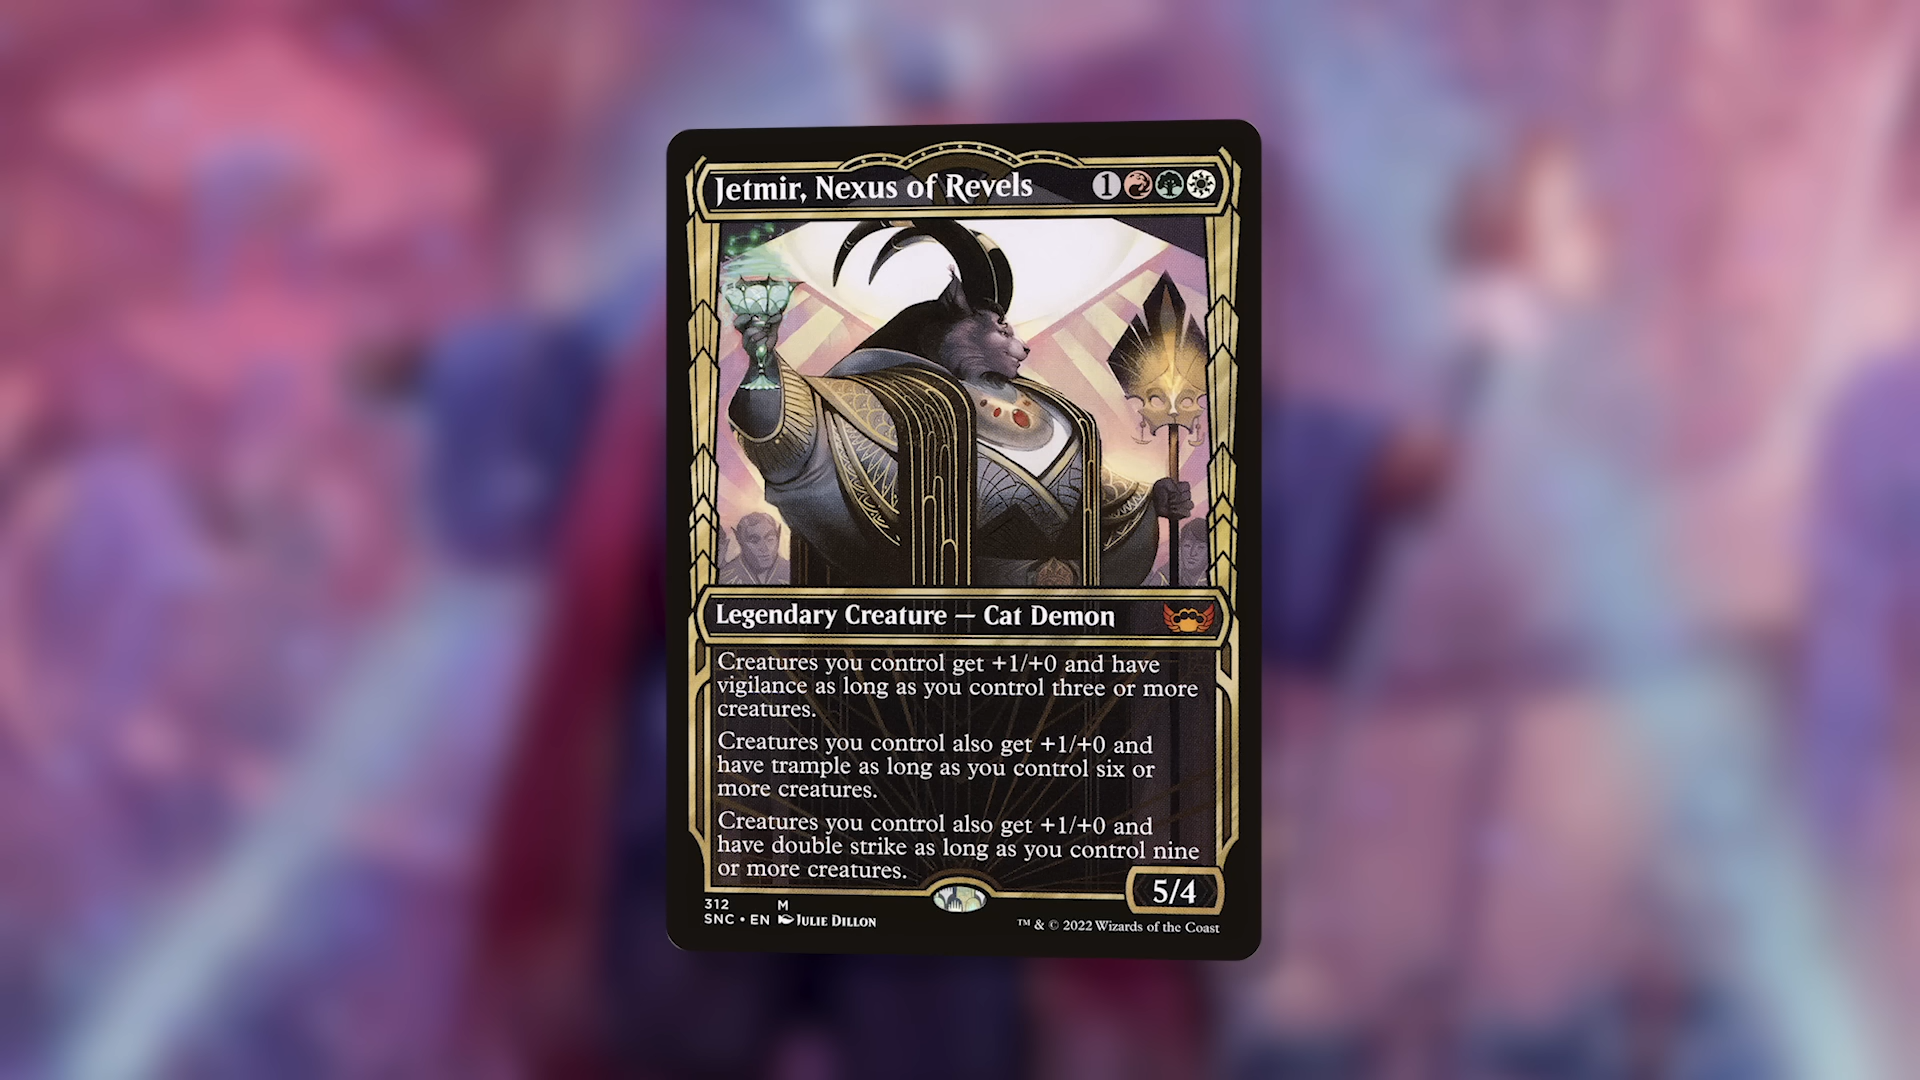 Jetmir, Nexus of Revels 1
Legendary Creature — Cat Demon
Creatures you control get +1/+0 and have
vigilance as long as you control three or more
creatures.
Creatures you control also get +1/+0 and
have trample as long as you control six or
more creatures.
Creatures you control also get +1/+0 and
have double strike as long as you control nine
or more creatures.
5/4
312 M
SNC • EN JULIE DILLON
™ & © 2022 Wizards of the Coast